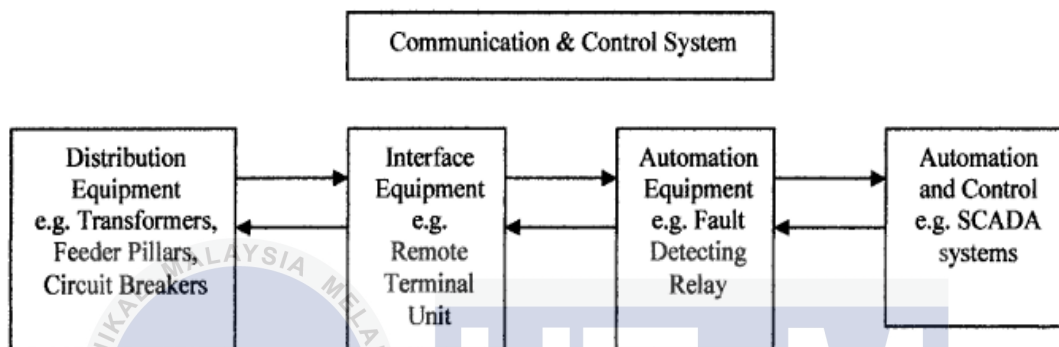 Communication & Control System
Distribution
Equipment
e.g. Transformers,
Feeder Pillars,
Circuit Breakers
Interface
Equipment
e.g.
Remote
Terminal
Unit
Automation
Equipment
e.g. Fault
Detecting
Relay
Automation
and Control
e.g. SCADA
systems
MALAYSIA